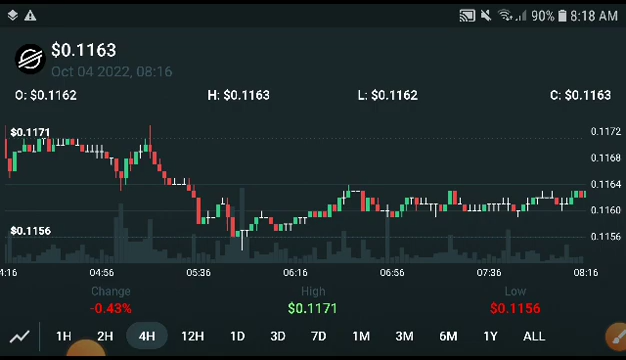 90% 8:18 AM
$0.1163
Oct 04 2022, 08:16
O: $0.1162 H: $0.1163 L: $0.1162 C: $0.1163
$0.1171
0.1172
0.1168
0.1164
0.1160
$0.1156
0.1156
4:16 04:56 05:36 06:16 06:56 07:36 08:16
Change High Low
-0.43% $0.1171 $0.1156
1H 2H 4H 12H 1D 3D 7D 1M 3M 6M 1Y ALL